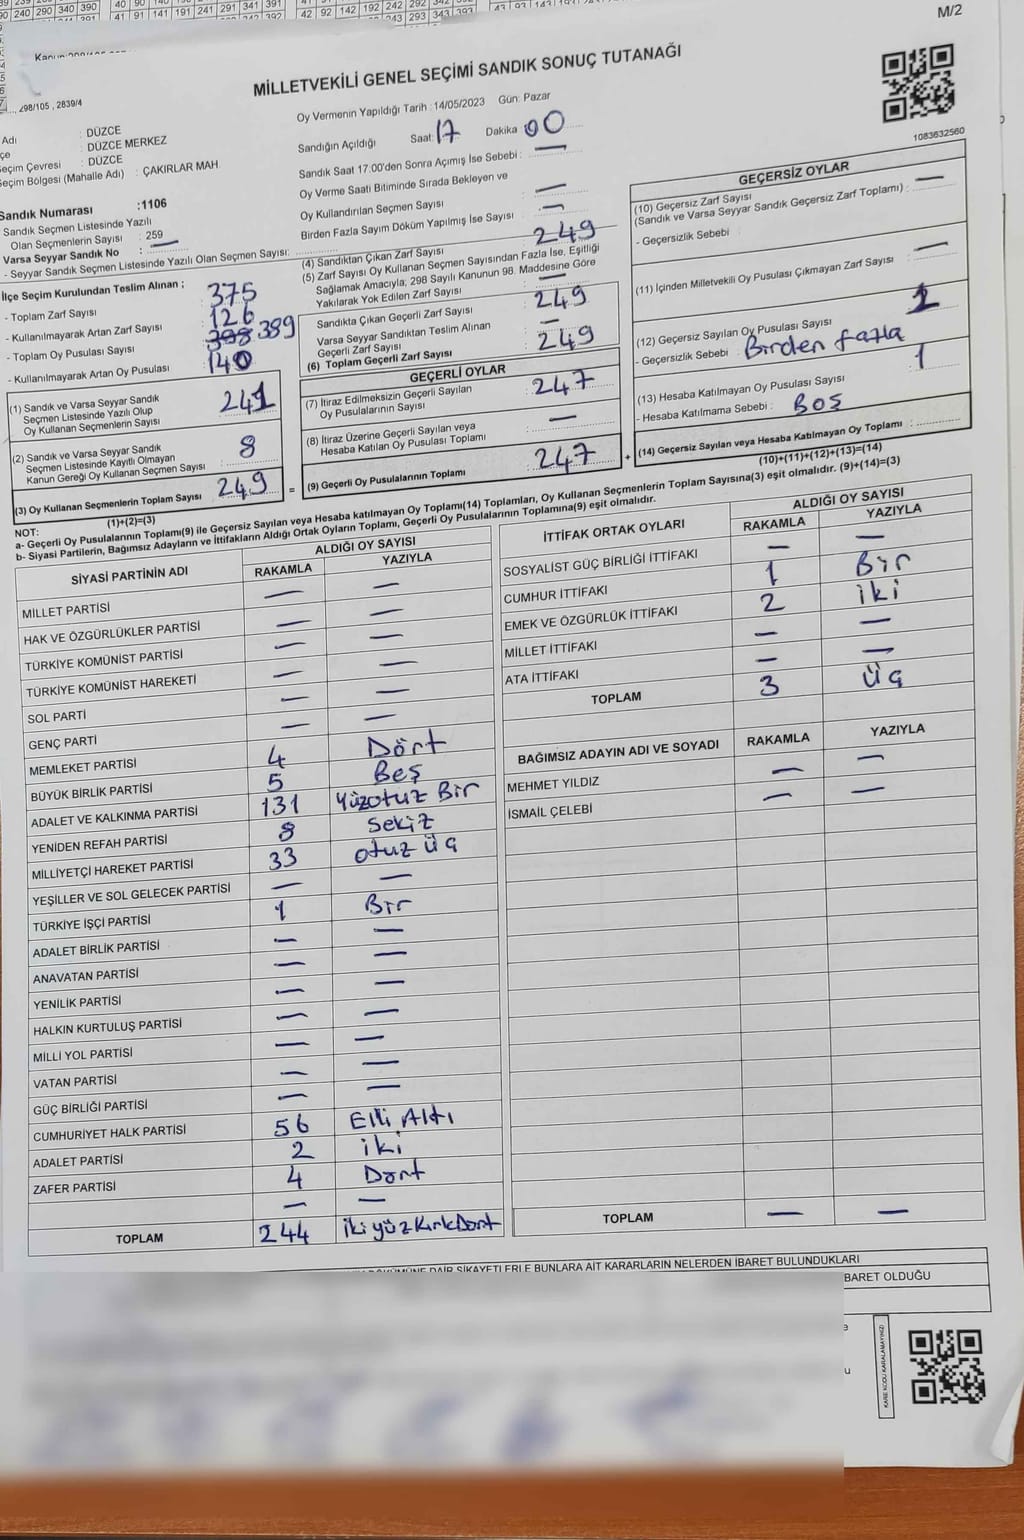 M/2
MİLLETVEKİLİ GENEL SEÇİMİ SANDIK SONUÇ TUTANAĞI
298/105 , 2839/4
Adı : DÜZCE
DÜZCE MERKEZ
Seçim Çevresi : DÜZCE
Seçim Bölgesi (Mahalle Adı) : ÇAKIRLAR MAH.
Sandık Numarası :1106
Sandık Seçmen Listesinde Yazılı
Olan Seçmenlerin Sayısı : 259
Varsa Seyyar Sandık No : —
- Seyyar Sandık Seçmen Listesinde Yazılı Olan Seçmen Sayısı:
Oy Vermenin Yapıldığı Tarih : 14/05/2023 Gün: Pazar
Sandığın Açıldığı Saat: 17 Dakika 00
Sandık Saat 17:00'den Sonra Açımış İse Sebebi : —
Oy Verme Saati Bitiminde Sırada Bekleyen ve
Oy Kullandırılan Seçmen Sayısı —
Birden Fazla Sayım Döküm Yapılmış İse Sayısı —
1083632560
İlçe Seçim Kurulundan Teslim Alınan ;
- Toplam Zarf Sayısı : 375
- Kullanılmayarak Artan Zarf Sayısı : 126
- Toplam Oy Pusulası Sayısı : 389
- Kullanılmayarak Artan Oy Pusulası : 140
(1) Sandık ve Varsa Seyyar Sandık
Seçmen Listesinde Yazılı Olup
Oy Kullanan Seçmenlerin Sayısı 241
(2) Sandık ve Varsa Seyyar Sandık
Seçmen Listesinde Kayıtlı Olmayan
Kanun Gereği Oy Kullanan Seçmen Sayısı 8
(3) Oy Kullanan Seçmenlerin Toplam Sayısı 249 =
(1)+(2)=(3)
(4) Sandıktan Çıkan Zarf Sayısı 249
(5) Zarf Sayısı Oy Kullanan Seçmen Sayısından Fazla İse, Eşitliği
Sağlamak Amacıyla, 298 Sayılı Kanunun 98. Maddesine Göre
Yakılarak Yok Edilen Zarf Sayısı —
Sandıkta Çıkan Geçerli Zarf Sayısı 249
Varsa Seyyar Sandıktan Teslim Alınan
Geçerli Zarf Sayısı —
(6) Toplam Geçerli Zarf Sayısı 249
GEÇERLİ OYLAR
(7) İtiraz Edilmeksizin Geçerli Sayılan
Oy Pusulalarının Sayısı 247
(8) İtiraz Üzerine Geçerli Sayılan veya
Hesaba Katılan Oy Pusulası Toplamı —
(9) Geçerli Oy Pusulalarının Toplamı 247 +
GEÇERSİZ OYLAR
(10) Geçersiz Zarf Sayısı
(Sandık ve Varsa Seyyar Sandık Geçersiz Zarf Toplamı) : —
- Geçersizlik Sebebi :
(11) İçinden Milletvekili Oy Pusulası Çıkmayan Zarf Sayısı —
(12) Geçersiz Sayılan Oy Pusulası Sayısı 1
- Geçersizlik Sebebi : Birden fazla
(13) Hesaba Katılmayan Oy Pusulası Sayısı 1
- Hesaba Katılmama Sebebi : BOŞ
(14) Geçersiz Sayılan veya Hesaba Katılmayan Oy Toplamı :
(10)+(11)+(12)+(13)=(14)
NOT:
a- Geçerli Oy Pusulalarının Toplamı(9) ile Geçersiz Sayılan veya Hesaba katılmayan Oy Toplamı(14) Toplamları, Oy Kullanan Seçmenlerin Toplam Sayısına(3) eşit olmalıdır. (9)+(14)=(3)
b- Siyasi Partilerin, Bağımsız Adayların ve İttifakların Aldığı Ortak Oyların Toplamı, Geçerli Oy Pusulalarının Toplamına(9) eşit olmalıdır.
SİYASİ PARTİNİN ADI ALDIĞI OY SAYISI
RAKAMLA YAZIYLA
MİLLET PARTİSİ — —
HAK VE ÖZGÜRLÜKLER PARTİSİ — —
TÜRKİYE KOMÜNİST PARTİSİ — —
TÜRKİYE KOMÜNİST HAREKETİ — —
SOL PARTİ — —
GENÇ PARTİ — —
MEMLEKET PARTİSİ 4 Dört
BÜYÜK BİRLİK PARTİSİ 5 Beş
ADALET VE KALKINMA PARTİSİ 131 Yüzotuz Bir
YENİDEN REFAH PARTİSİ 8 Sekiz
MİLLİYETÇİ HAREKET PARTİSİ 33 otuz üç
YEŞİLLER VE SOL GELECEK PARTİSİ — —
TÜRKİYE İŞÇİ PARTİSİ 1 Bir
ADALET BİRLİK PARTİSİ — —
ANAVATAN PARTİSİ — —
YENİLİK PARTİSİ — —
HALKIN KURTULUŞ PARTİSİ — —
MİLLİ YOL PARTİSİ — —
VATAN PARTİSİ — —
GÜÇ BİRLİĞİ PARTİSİ — —
CUMHURİYET HALK PARTİSİ 56 Elli Altı
ADALET PARTİSİ 2 iki
ZAFER PARTİSİ 4 Dört
— —
TOPLAM 244 ikiyüzKırkDört
İTTİFAK ORTAK OYLARI ALDIĞI OY SAYISI
RAKAMLA YAZIYLA
SOSYALİST GÜÇ BİRLİĞİ İTTİFAKI — —
CUMHUR İTTİFAKI 1 Bir
EMEK VE ÖZGÜRLÜK İTTİFAKI 2 iki
MİLLET İTTİFAKI — —
ATA İTTİFAKI — —
TOPLAM 3 Üç
BAĞIMSIZ ADAYIN ADI VE SOYADI RAKAMLA YAZIYLA
MEHMET YILDIZ — —
İSMAİL ÇELEBİ — —
TOPLAM — —
DAİR ŞİKAYETLERLE BUNLARA AİT KARARLARIN NELERDEN İBARET BULUNDUKLARI
İBARET OLDUĞU
KARE KODU KARALAMAYINIZ!